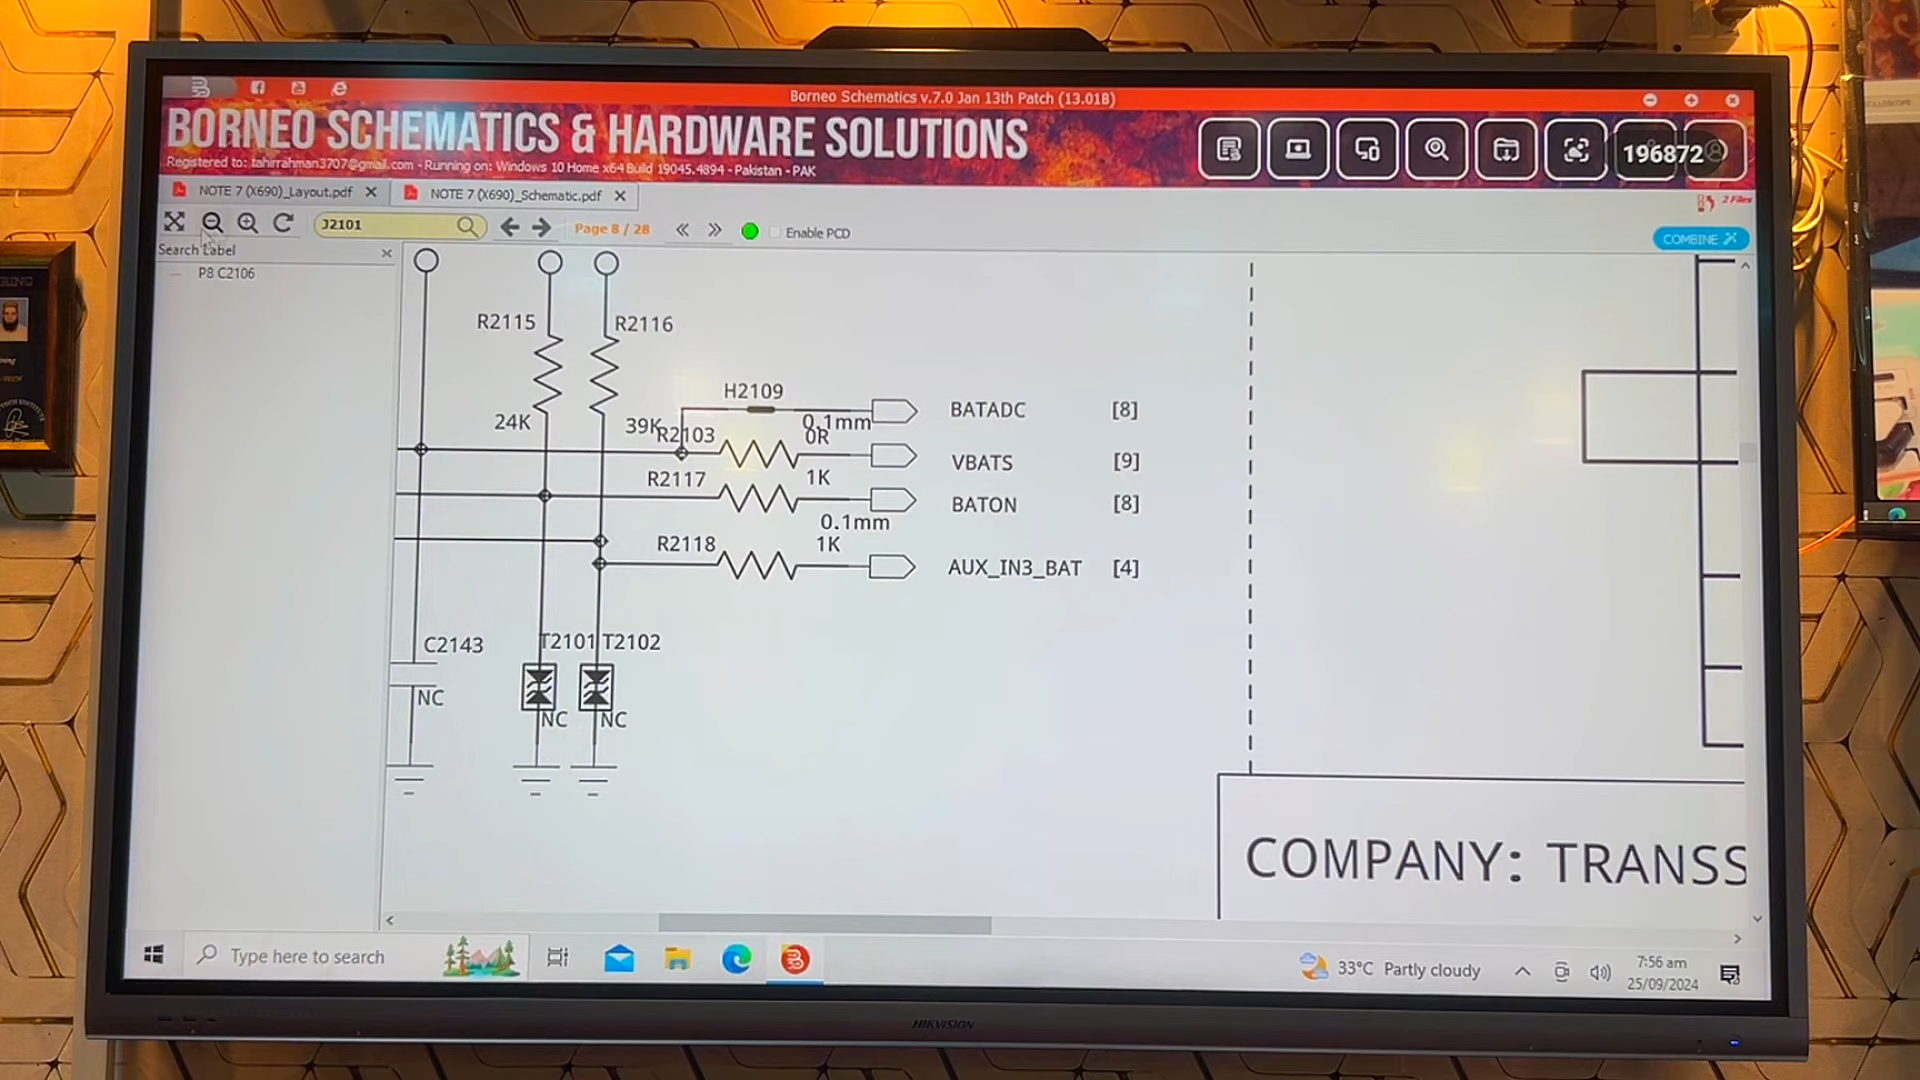 Borneo Schematics v.7.0 Jan 13th Patch (13.01B)
BORNEO SCHEMATICS & HARDWARE SOLUTIONS
Registered to: tahirrahman3707@gmail.com - Running on: Windows 10 Home x64 Build 19045.4894 - Pakistan - PAK
196872
NOTE 7 (X690)_Layout.pdf
NOTE 7 (X690)_Schematic.pdf
2 Files
J2101
Page 8 / 28
Enable PCD
COMBINE
Search Label
P8 C2106
R2115
R2116
24K
39K
H2109
0.1mm
BATADC [8]
R2103
0R
VBATS [9]
R2117
1K
BATON [8]
0.1mm
R2118
1K
AUX_IN3_BAT [4]
C2143
T2101
T2102
NC
NC
NC
COMPANY: TRANSS
Type here to search
33°C Partly cloudy
7:56 am
25/09/2024
HIKVISION